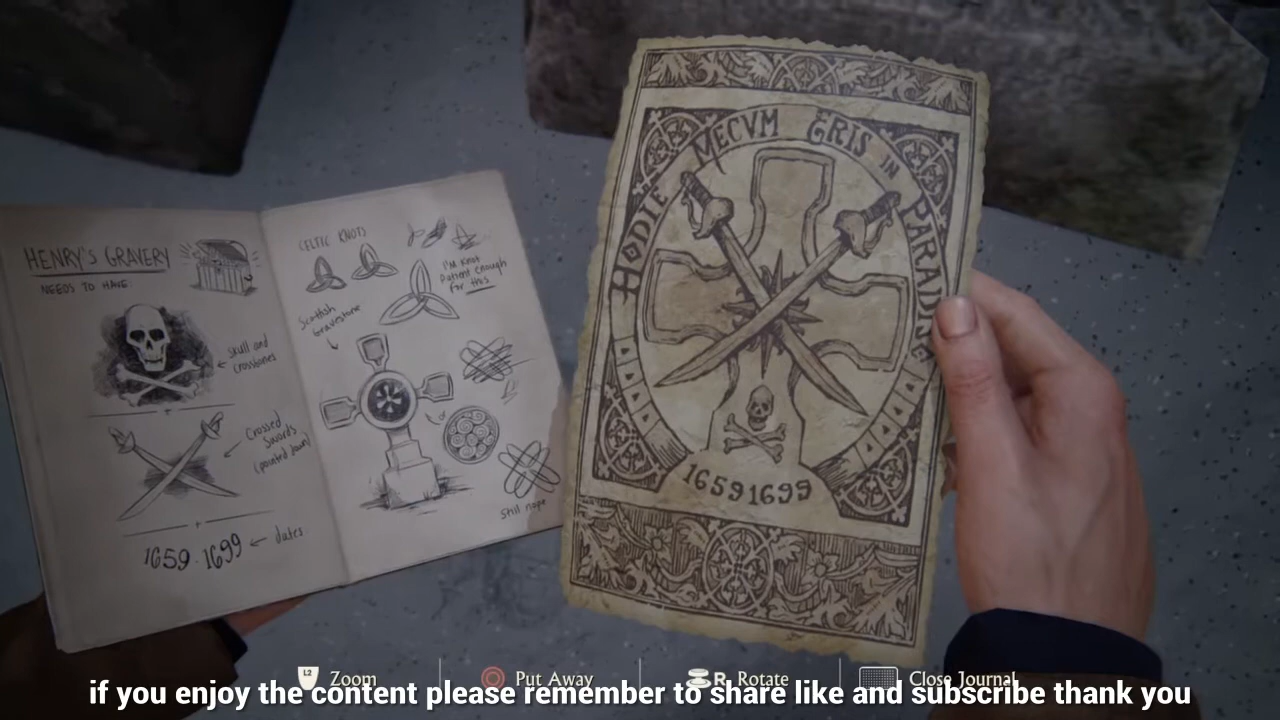 HENRY'S GRAVERY
NEEDS TO HAVE:
Skull and
crossbones
Crossed
Swords
(pointed down)
1659 - 1699
dates
CELTIC KNOTS
I'M KNOT
Patient enough
for this
Scottish
Gravestone
or
Still nope
HODIE MECVM ERIS IN PARADISO
16591699
L2 Zoom
Put Away
R Rotate
Close Journal
if you enjoy the content please remember to share like and subscribe thank you